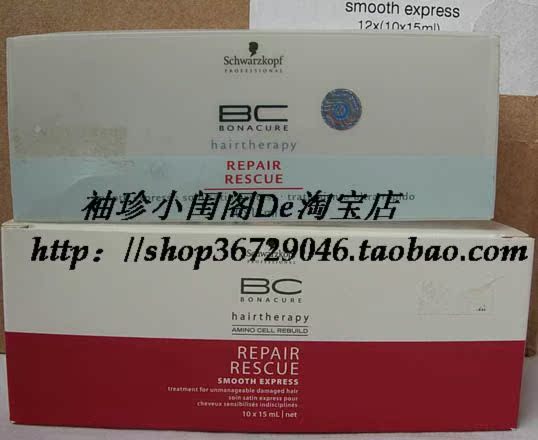 smooth express
12x(10x15ml)
Schwarzkopf
PROFESSIONAL
BC
BONACURE
hairtherapy
REPAIR
RESCUE
袖珍小闺阁De淘宝店
http：//shop36729046.taobao.com
Schwarzkopf
PROFESSIONAL
BC
BONACURE
hairtherapy
AMINO CELL REBUILD
REPAIR
RESCUE
SMOOTH EXPRESS
treatment for unmanageable damaged hair
soin satin express pour
cheveux sensibilisés indisciplinés
10 x 15 mL | net